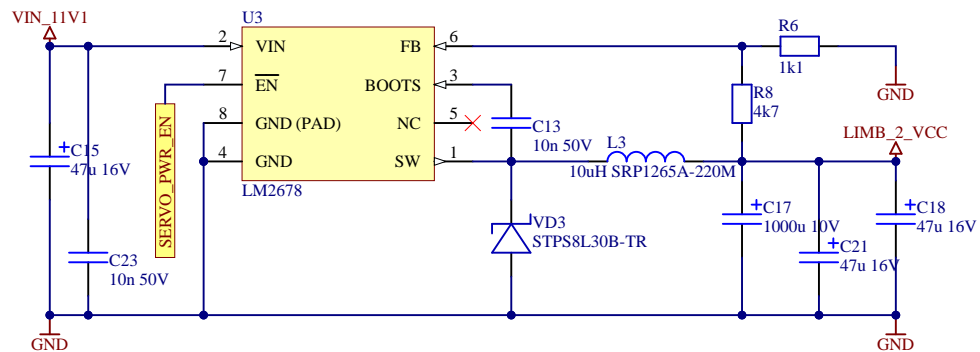 VIN_11V1
U3
2
VIN
FB
6
R6
1k1
7
EN
BOOTS
3
R8
4k7
GND
8
GND (PAD)
NC
5
C13
10n 50V
4
GND
SW
1
LM2678
SERVO_PWR_EN
C15
47u 16V
L3
10uH SRP1265A-220M
LIMB_2_VCC
VD3
STPS8L30B-TR
C17
1000u 10V
C18
47u 16V
C21
47u 16V
C23
10n 50V
GND
GND